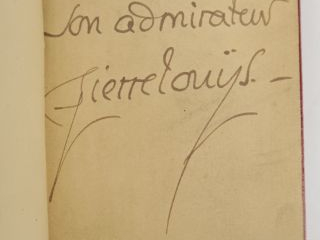 son admirateur
Pierre Louÿs. –